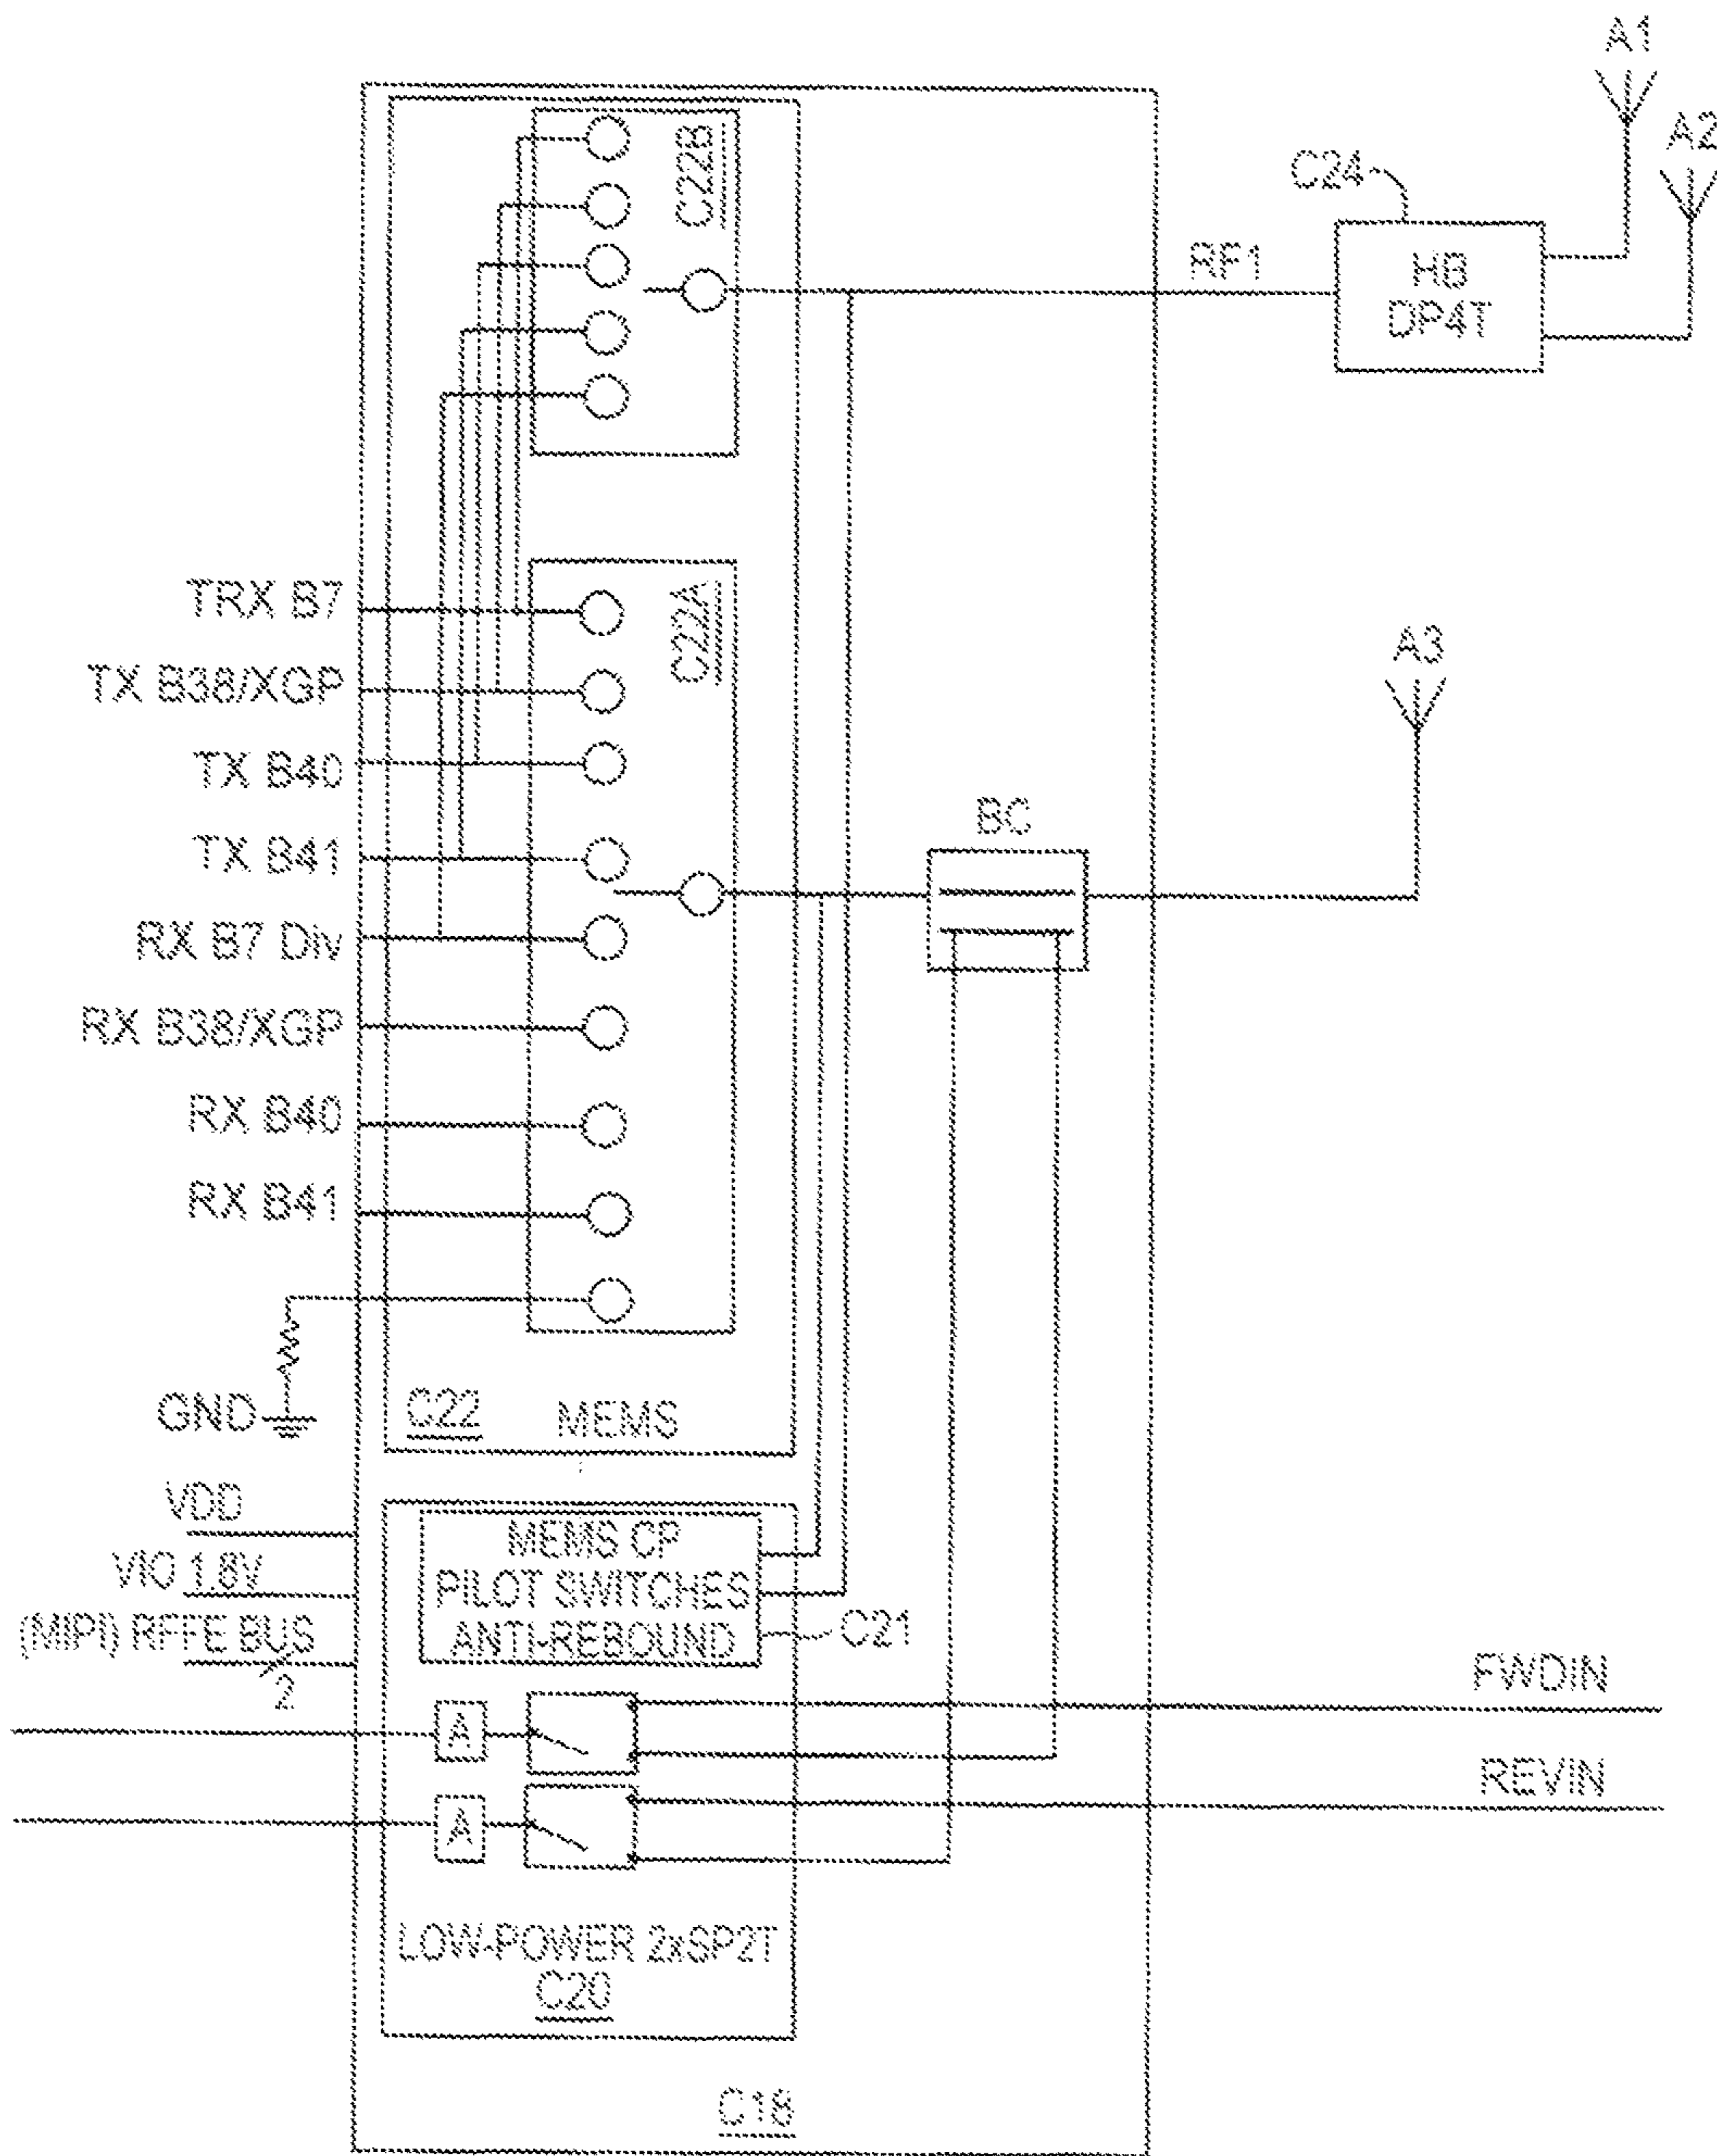 A1
A2
C24
C22B
RF1
HB
DP4T
TRX B7
C22A
TX B38/XGP
A3
TX B40
BC
TX B41
RX B7 Div
RX B38/XGP
RX B40
RX B41
GND
C22
MEMS
VDD
VIO 1.8V
(MIPI) RFFE BUS
2
MEMS CP
PILOT SWITCHES
ANTI-REBOUND
C21
FWDIN
A
REVIN
A
LOW-POWER 2xSP2T
C20
C18